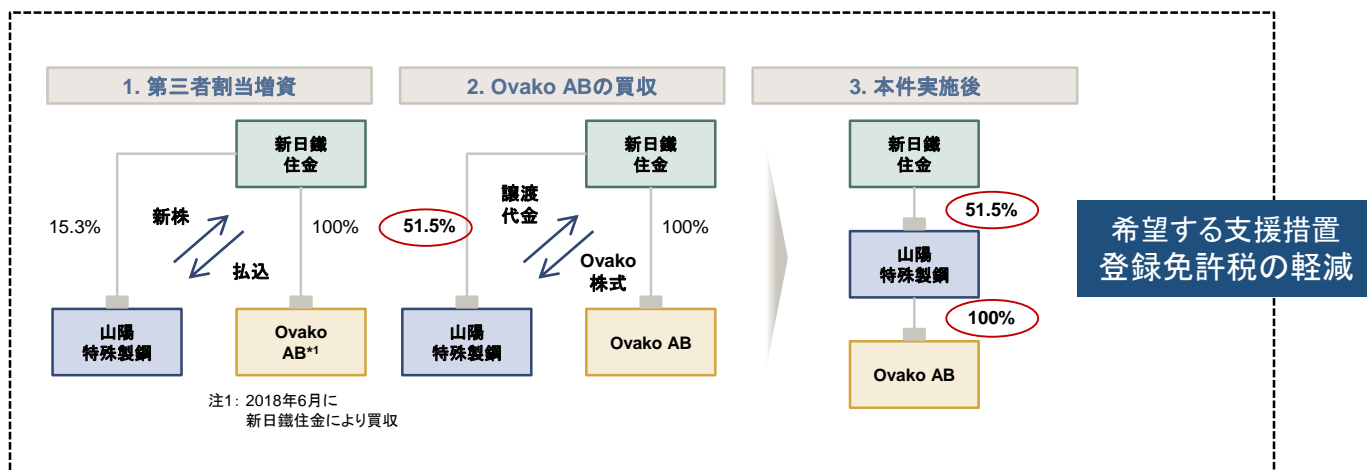 1. 第三者割当増資
新日鐵
住金
15.3%
新株
払込
100%
山陽
特殊製鋼
Ovako
AB*1
注1: 2018年6月に
新日鐵住金により買収
2. Ovako ABの買収
新日鐵
住金
51.5%
譲渡
代金
Ovako
株式
100%
山陽
特殊製鋼
Ovako AB
3. 本件実施後
新日鐵
住金
51.5%
山陽
特殊製鋼
100%
Ovako AB
希望する支援措置
登録免許税の軽減